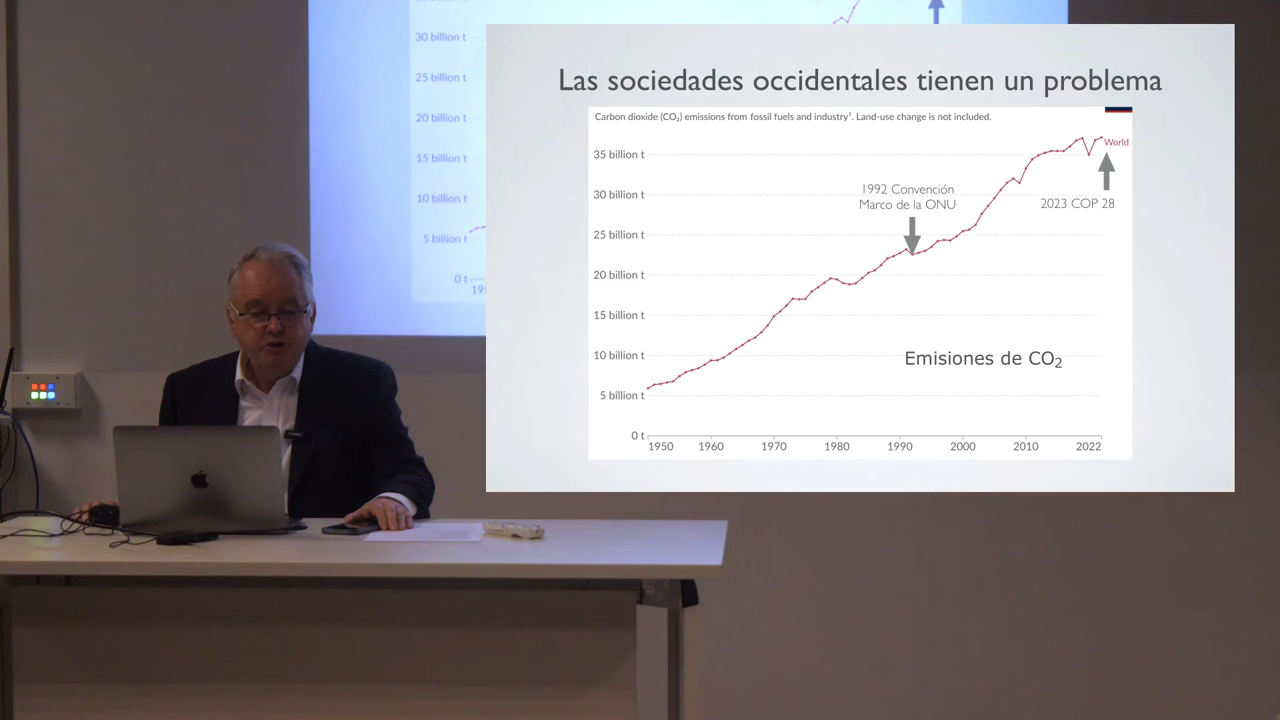 30 billion t
25 billion t
20 billion t
15 billion t
10 billion t
5 billion t
0 t
195
Las sociedades occidentales tienen un problema
Carbon dioxide (CO₂) emissions from fossil fuels and industry¹. Land-use change is not included.
World
35 billion t
30 billion t
25 billion t
20 billion t
15 billion t
10 billion t
5 billion t
0 t
1992 Convención
Marco de la ONU
2023 COP 28
Emisiones de CO₂
1950 1960 1970 1980 1990 2000 2010 2022